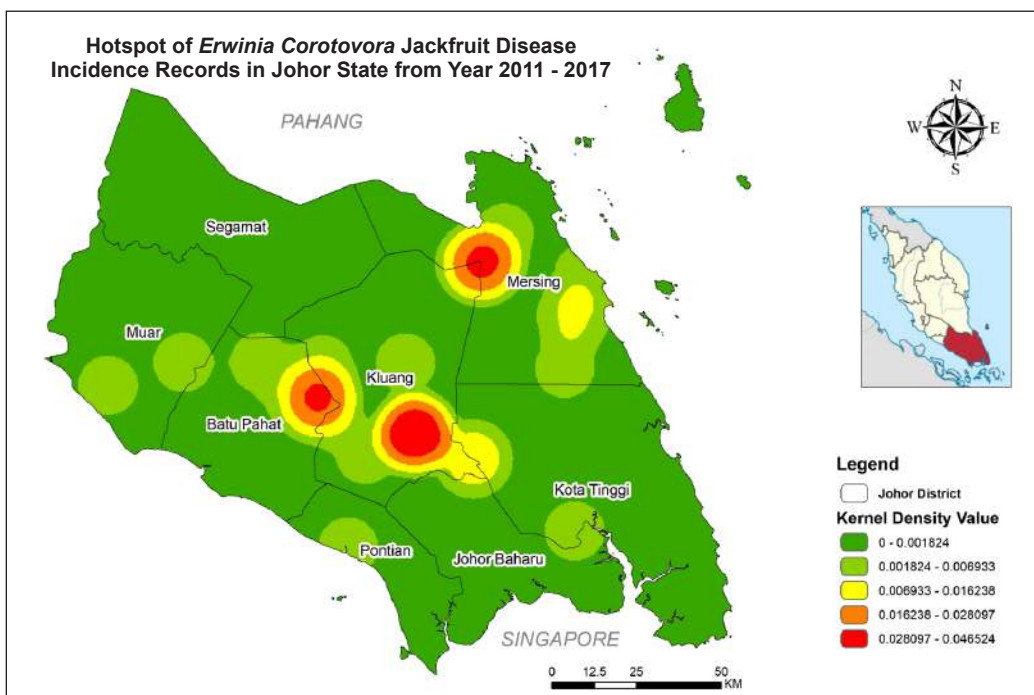 Hotspot of Erwinia Corotovora Jackfruit Disease
Incidence Records in Johor State from Year 2011 - 2017
PAHANG
N
W
E
S
Segamat
Mersing
Muar
Kluang
Batu Pahat
Kota Tinggi
Pontian
Johor Baharu
SINGAPORE
Legend
Johor District
Kernel Density Value
0 - 0.001824
0.001824 - 0.006933
0.006933 - 0.016238
0.016238 - 0.028097
0.028097 - 0.046524
0 12.5 25 50
KM